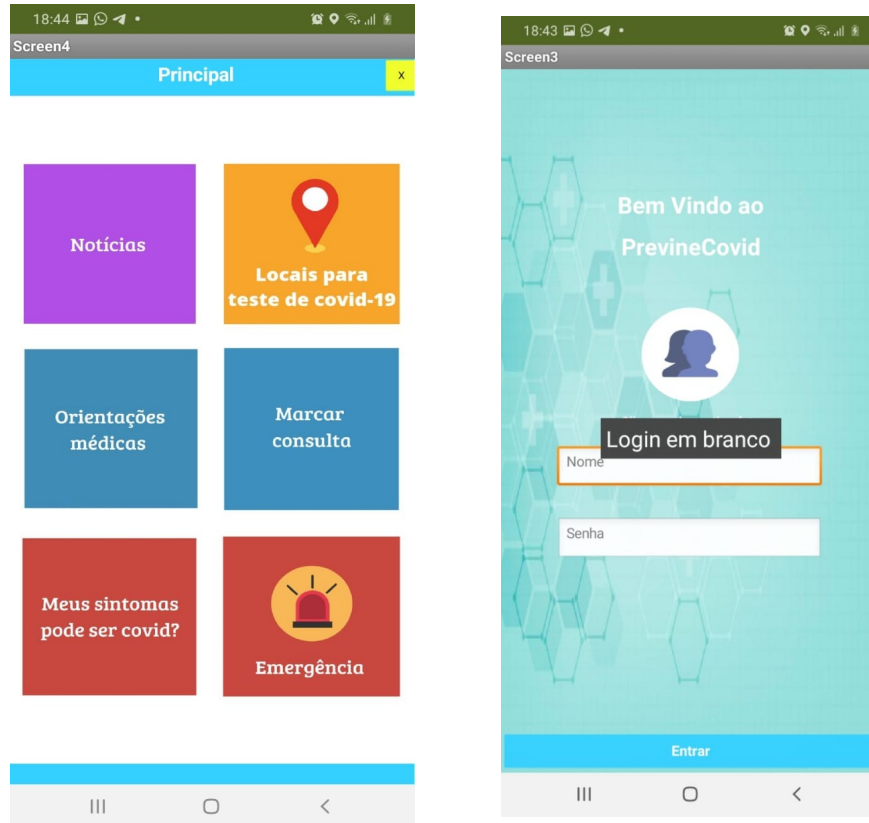 18:44
Screen4
Principal
x
Notícias
Locais para
teste de covid-19
Orientações
médicas
Marcar
consulta
Meus sintomas
pode ser covid?
Emergência
18:43
Screen3
Bem Vindo ao
PrevineCovid
Login em branco
Nome
Senha
Entrar